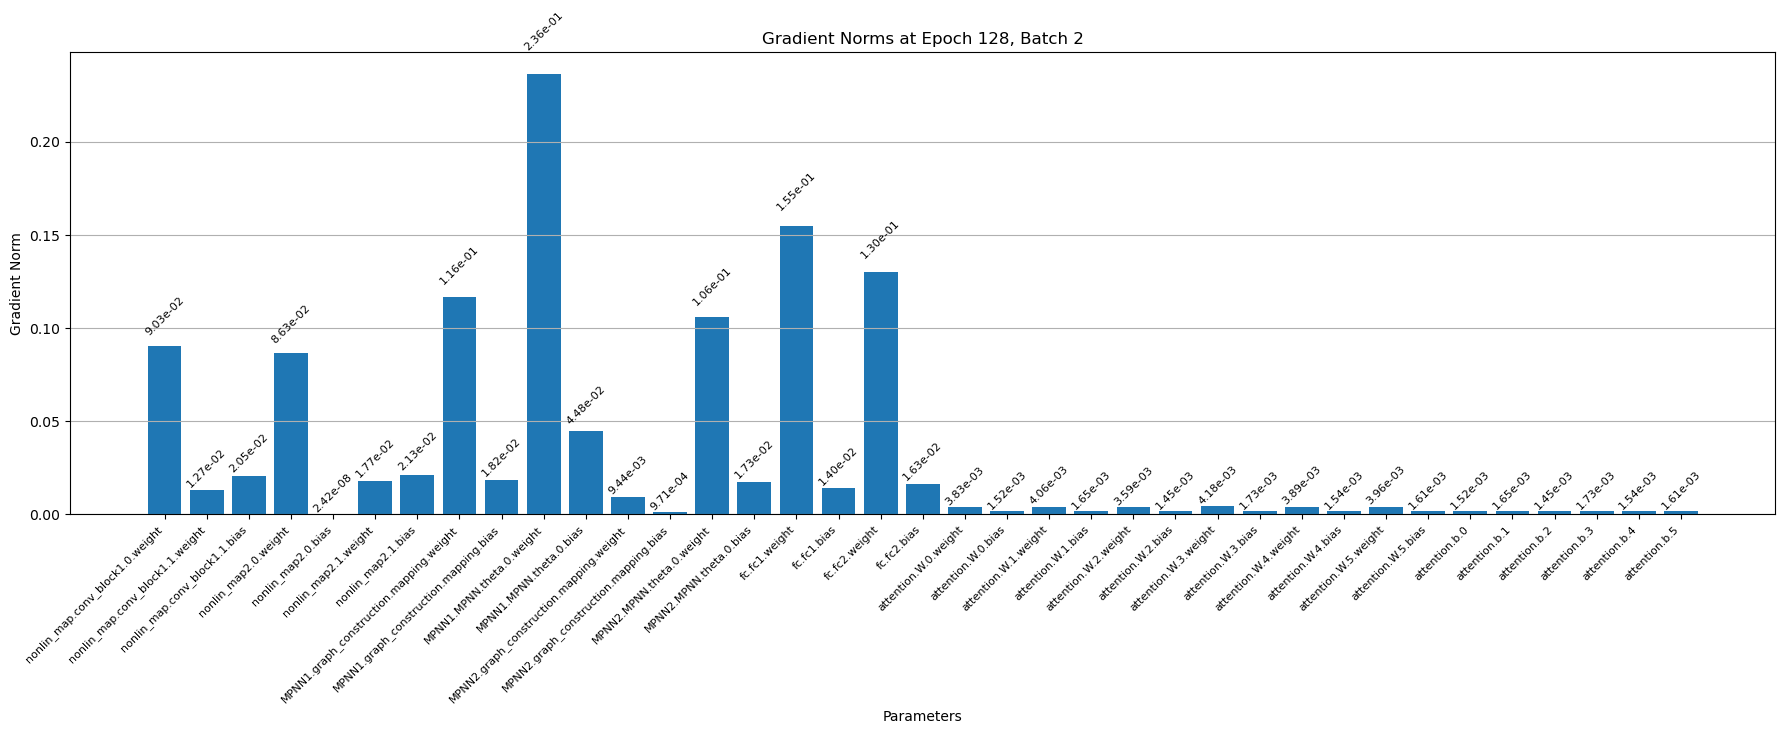 Gradient Norms at Epoch 128, Batch 2
Gradient Norm
0.20
0.15
0.10
0.05
0.00
9.03e-02
1.27e-02
2.05e-02
8.63e-02
2.42e-08
1.77e-02
2.13e-02
1.16e-01
1.82e-02
2.36e-01
4.48e-02
9.44e-03
9.71e-04
1.06e-01
1.73e-02
1.55e-01
1.40e-02
1.30e-01
1.63e-02
3.83e-03
1.52e-03
4.06e-03
1.65e-03
3.59e-03
1.45e-03
4.18e-03
1.73e-03
3.89e-03
1.54e-03
3.96e-03
1.61e-03
1.52e-03
1.65e-03
1.45e-03
1.73e-03
1.54e-03
1.61e-03
nonlin_map.conv_block1.0.weight
nonlin_map.conv_block1.1.weight
nonlin_map.conv_block1.1.bias
nonlin_map2.0.weight
nonlin_map2.0.bias
nonlin_map2.1.weight
nonlin_map2.1.bias
MPNN1.graph_construction.mapping.weight
MPNN1.graph_construction.mapping.bias
MPNN1.MPNN.theta.0.weight
MPNN1.MPNN.theta.0.bias
MPNN2.graph_construction.mapping.weight
MPNN2.graph_construction.mapping.bias
MPNN2.MPNN.theta.0.weight
MPNN2.MPNN.theta.0.bias
fc.fc1.weight
fc.fc1.bias
fc.fc2.weight
fc.fc2.bias
attention.W.0.weight
attention.W.0.bias
attention.W.1.weight
attention.W.1.bias
attention.W.2.weight
attention.W.2.bias
attention.W.3.weight
attention.W.3.bias
attention.W.4.weight
attention.W.4.bias
attention.W.5.weight
attention.W.5.bias
attention.b.0
attention.b.1
attention.b.2
attention.b.3
attention.b.4
attention.b.5
Parameters